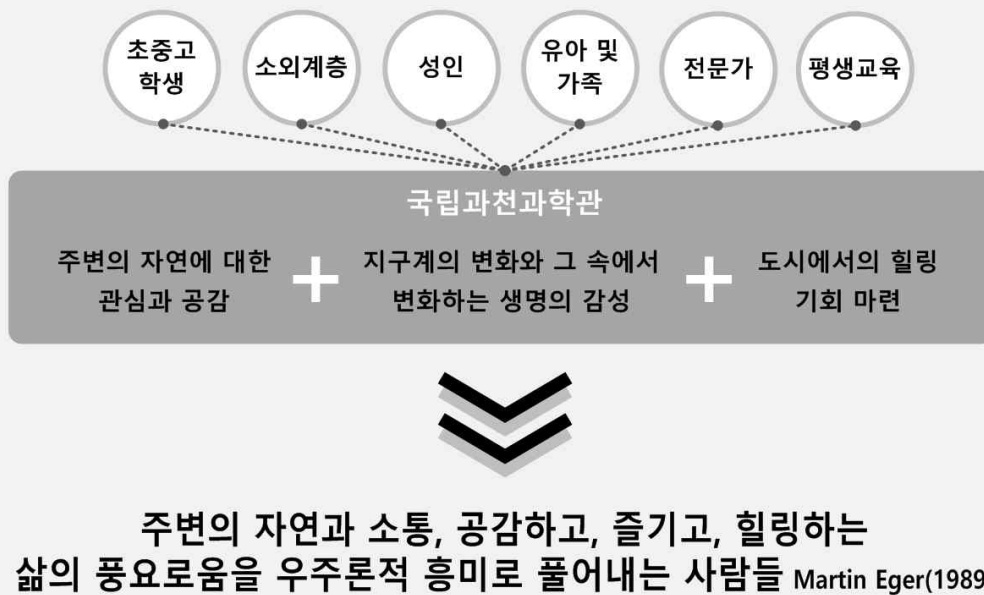 초중고
학생
소외계층
성인
유아 및
가족
전문가
평생교육
국립과천과학관
주변의 자연에 대한
관심과 공감
+
지구계의 변화와 그 속에서
변화하는 생명의 감성
+
도시에서의 힐링
기회 마련
주변의 자연과 소통, 공감하고, 즐기고, 힐링하는
삶의 풍요로움을 우주론적 흥미로 풀어내는 사람들 Martin Eger(1989